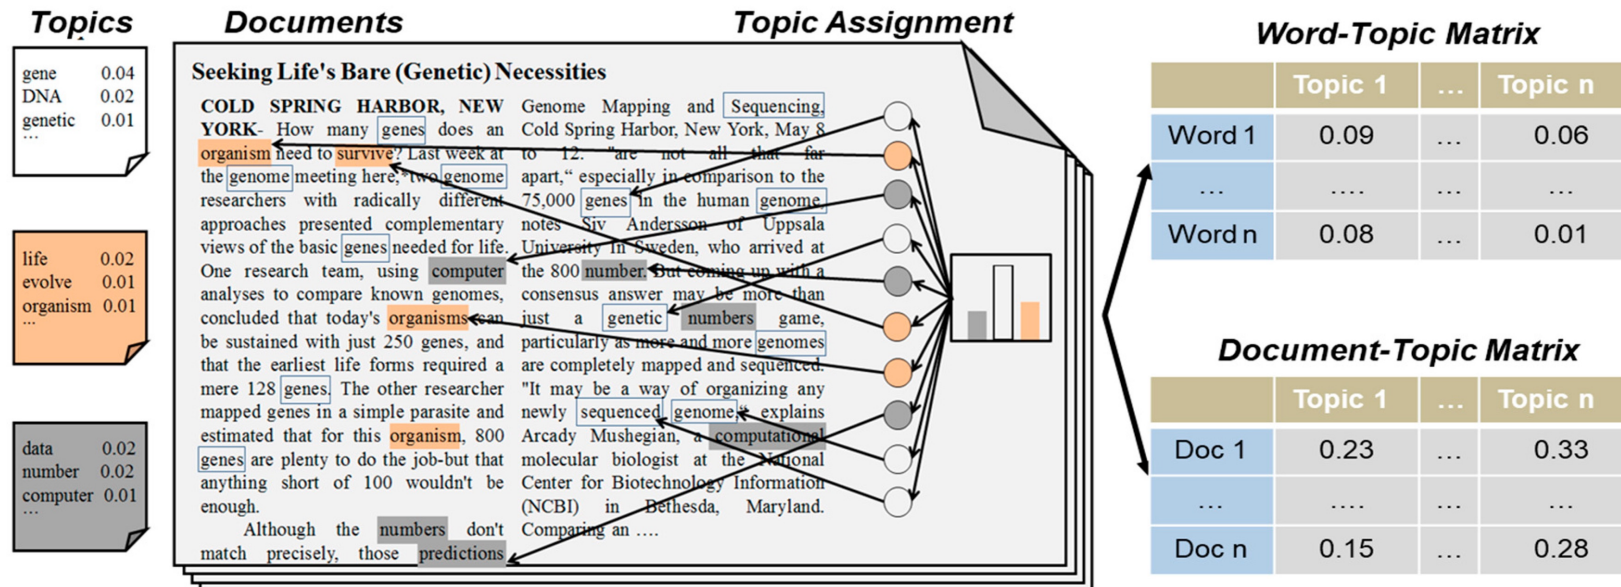 Topics
gene 0.04
DNA 0.02
genetic 0.01
...
life 0.02
evolve 0.01
organism 0.01
...
data 0.02
number 0.02
computer 0.01
...
Documents
Topic Assignment
Seeking Life's Bare (Genetic) Necessities
COLD SPRING HARBOR, NEW
YORK- How many genes does an
organism need to survive? Last week at
the genome meeting here,* two genome
researchers with radically different
approaches presented complementary
views of the basic genes needed for life.
One research team, using computer
analyses to compare known genomes,
concluded that today's organisms can
be sustained with just 250 genes, and
that the earliest life forms required a
mere 128 genes. The other researcher
mapped genes in a simple parasite and
estimated that for this organism, 800
genes are plenty to do the job-but that
anything short of 100 wouldn't be
enough.
Although the numbers don't
match precisely, those predictions
Genome Mapping and Sequencing,
Cold Spring Harbor, New York, May 8
to 12. "are not all that far
apart,“ especially in comparison to the
75,000 genes in the human genome,
notes Siv Andersson of Uppsala
University in Sweden, who arrived at
the 800 number. But coming up with a
consensus answer may be more than
just a genetic numbers game,
particularly as more and more genomes
are completely mapped and sequenced.
"It may be a way of organizing any
newly sequenced genome," explains
Arcady Mushegian, a computational
molecular biologist at the National
Center for Biotechnology Information
(NCBI) in Bethesda, Maryland.
Comparing an ....
Word-Topic Matrix
Topic 1 ... Topic n
Word 1 0.09 ... 0.06
... .... ...
Word n 0.08 ... 0.01
Document-Topic Matrix
Topic 1 ... Topic n
Doc 1 0.23 ... 0.33
... .... ...
Doc n 0.15 ... 0.28